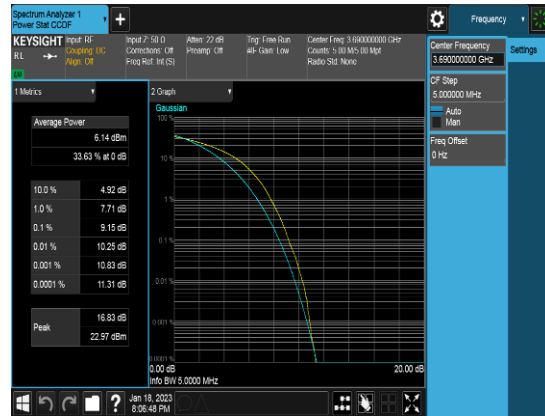 Spectrum Analyzer 1
Power Stat CCDF
+
Frequency
KEYSIGHT
RL
Input: RF
Coupling: DC
Align: Off
Input Z: 50 Ω
Corrections: Off
Freq Ref: Int (S)
Atten: 22 dB
Preamp: Off
Trig: Free Run
#IF Gain: Low
Center Freq: 3.690000000 GHz
Counts: 5.00 M/5.00 Mpt
Radio Std: None
Center Frequency
3.690000000 GHz
Settings
CF Step
5.000000 MHz
Auto
Man
Freq Offset
0 Hz
1 Metrics
2 Graph
Average Power
6.14 dBm
33.63 % at 0 dB
10.0 % 4.92 dB
1.0 % 7.71 dB
0.1 % 9.15 dB
0.01 % 10.25 dB
0.001 % 10.83 dB
0.0001 % 11.31 dB
Peak
16.83 dB
22.97 dBm
Gaussian
100 %
10 %
1 %
0.1 %
0.01 %
0.001 %
0.0001 %
0.00 dB
20.00 dB
Info BW 5.0000 MHz
?
Jan 18, 2023
8:06:48 PM